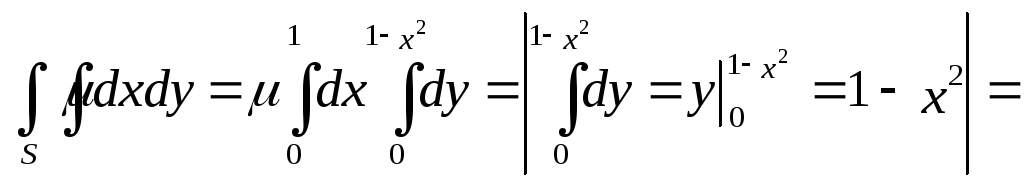 ∫∫_S μdxdy = μ ∫_0^1 dx ∫_0^{1-x^2} dy = | ∫_0^{1-x^2} dy = y|_0^{1-x^2} = 1 - x^2 | =